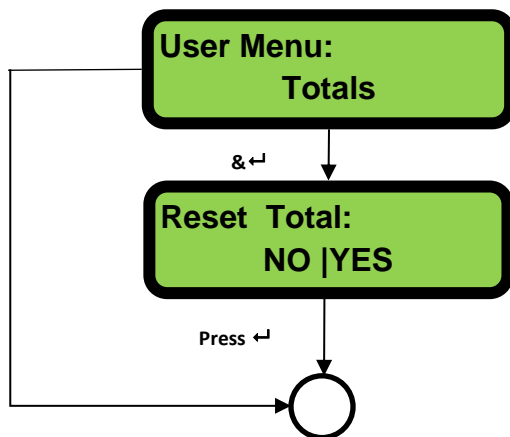 User Menu:
Totals
&↵
Reset Total:
NO |YES
Press ↵